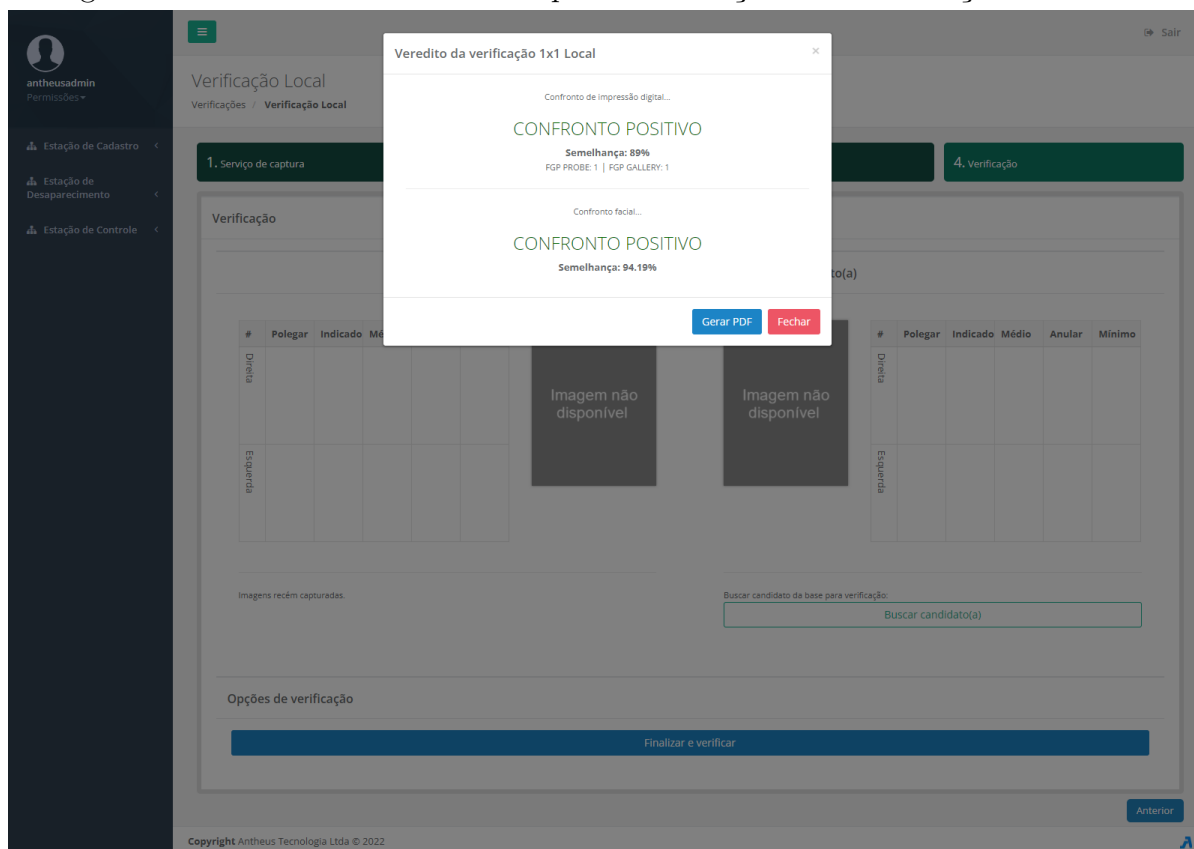 Sair
antheusadmin
Permissões
Estação de Cadastro
Estação de
Desaparecimento
Estação de Controle
Verificação Local
Verificações / Verificação Local
1. Serviço de captura
4. Verificação
Veredito da verificação 1x1 Local
×
Confronto de impressão digital...
CONFRONTO POSITIVO
Semelhança: 89%
FGP PROBE: 1 | FGP GALLERY: 1
Confronto facial...
CONFRONTO POSITIVO
Semelhança: 94.19%
Gerar PDF Fechar
Verificação
to(a)
# Polegar Indicado Mé
Direita
Esquerda
Imagem não
disponível
Imagem não
disponível
# Polegar Indicado Médio Anular Mínimo
Direita
Esquerda
Imagens recém capturadas.
Buscar candidato da base para verificação:
Buscar candidato(a)
Opções de verificação
Finalizar e verificar
Anterior
Copyright Antheus Tecnologia Ltda © 2022